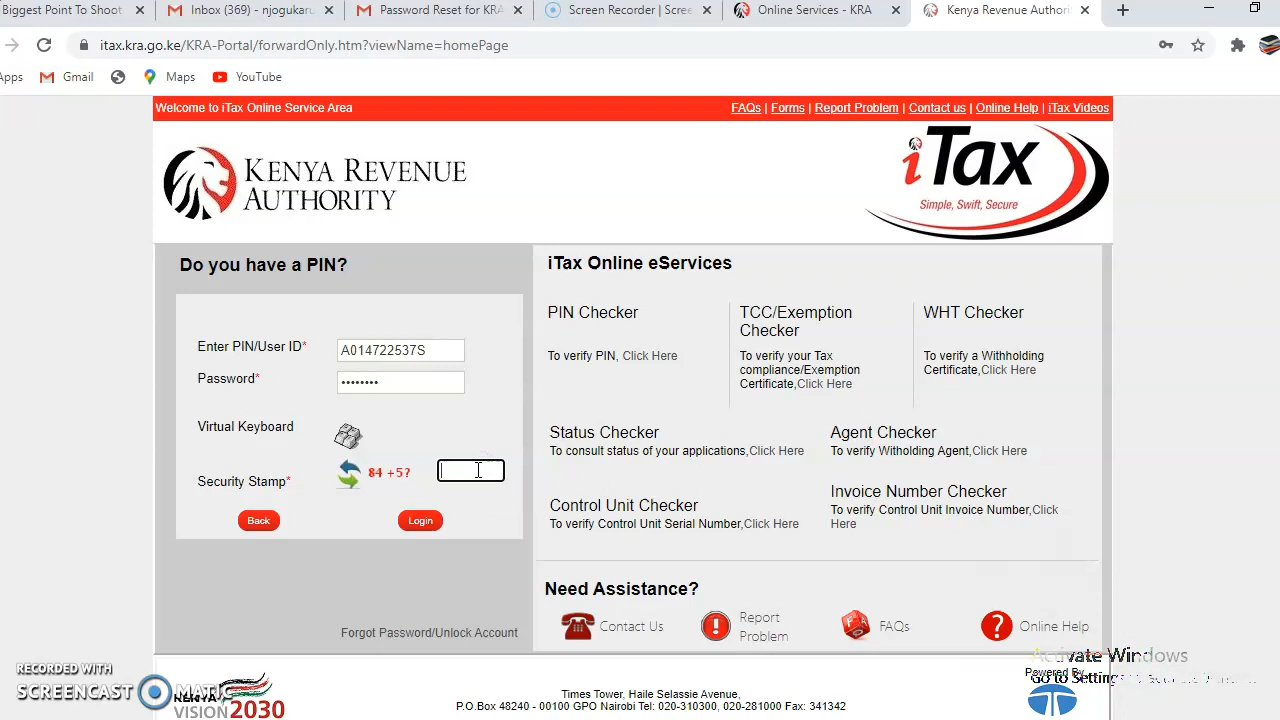 Biggest Point To Shoot
Inbox (369) - njogukaru
Password Reset for KRA
Screen Recorder | Scree
Online Services - KRA
Kenya Revenue Authori
itax.kra.go.ke/KRA-Portal/forwardOnly.htm?viewName=homePage
Apps
Gmail
Maps
YouTube
Welcome to iTax Online Service Area
FAQs | Forms | Report Problem | Contact us | Online Help | iTax Videos
KENYA REVENUE
AUTHORITY
iTax
Simple, Swift, Secure
Do you have a PIN?
Enter PIN/User ID*
A014722537S
Password*
••••••••
Virtual Keyboard
Security Stamp*
84 +5?
Back
Login
Forgot Password/Unlock Account
iTax Online eServices
PIN Checker
To verify PIN, Click Here
TCC/Exemption
Checker
To verify your Tax
compliance/Exemption
Certificate,Click Here
WHT Checker
To verify a Withholding
Certificate,Click Here
Status Checker
To consult status of your applications,Click Here
Agent Checker
To verify Witholding Agent,Click Here
Control Unit Checker
To verify Control Unit Serial Number,Click Here
Invoice Number Checker
To verify Control Unit Invoice Number,Click
Here
Need Assistance?
Contact Us
Report
Problem
FAQs
Online Help
Activate Windows
Powered By
Go to Settings
RECORDED WITH
SCREENCAST MATIC
KENYA
VISION 2030
Times Tower, Haile Selassie Avenue,
P.O.Box 48240 - 00100 GPO Nairobi Tel: 020-310300, 020-281000 Fax: 341342